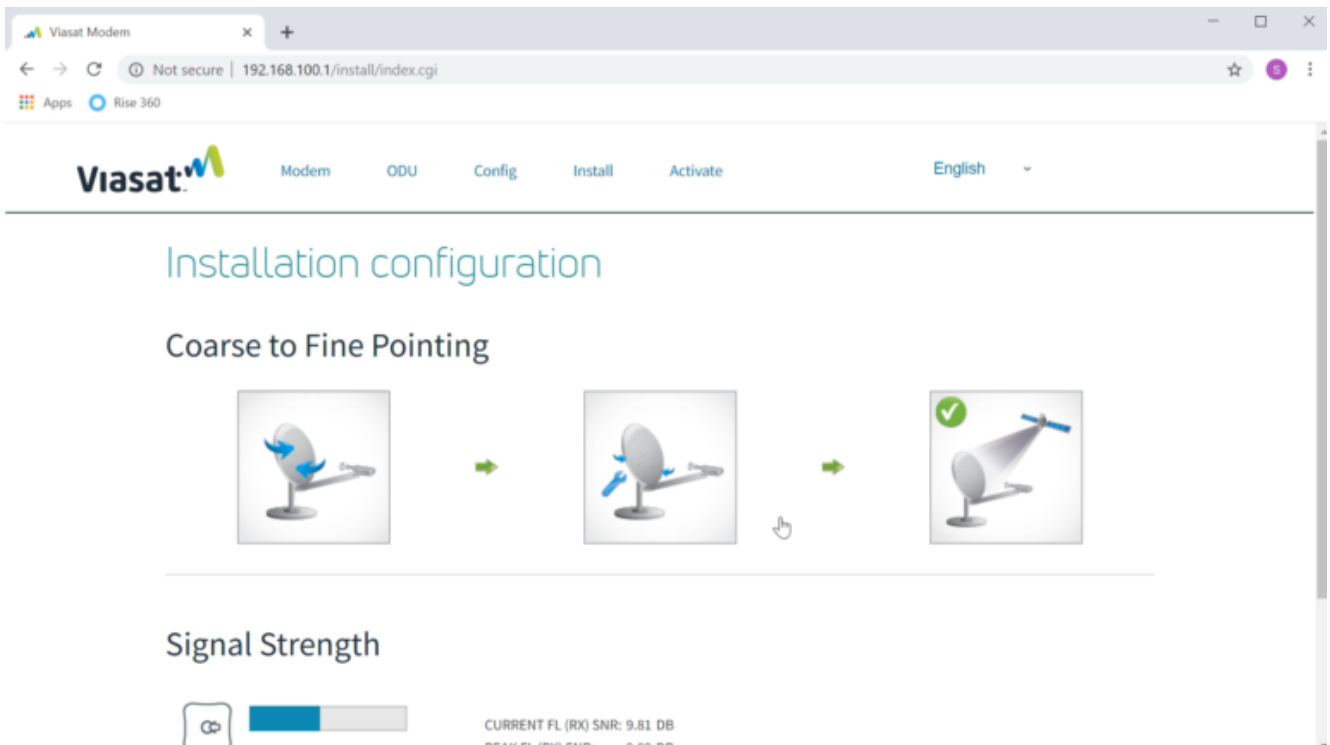 Viasat Modem
Not secure | 192.168.100.1/install/index.cgi
S
Apps Rise 360
Viasat
Modem ODU Config Install Activate English
Installation configuration
Coarse to Fine Pointing
Signal Strength
CURRENT FL (RX) SNR: 9.81 DB